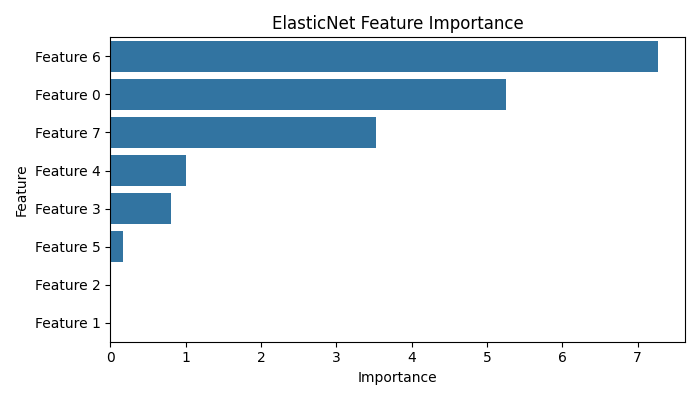 ElasticNet Feature Importance
Feature 6
Feature 0
Feature 7
Feature 4
Feature 3
Feature 5
Feature 2
Feature 1
Feature
0 1 2 3 4 5 6 7
Importance